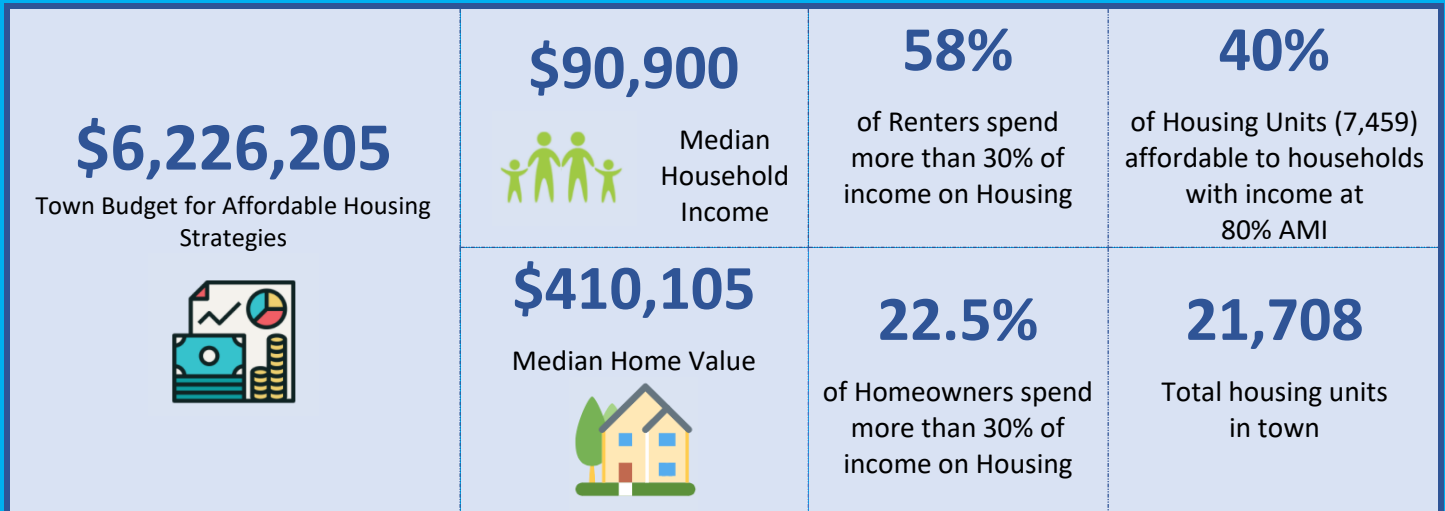 $6,226,205
Town Budget for Affordable Housing
Strategies
$90,900
Median
Household
Income
$410,105
Median Home Value
58%
of Renters spend
more than 30% of
income on Housing
22.5%
of Homeowners spend
more than 30% of
income on Housing
40%
of Housing Units (7,459)
affordable to households
with income at
80% AMI
21,708
Total housing units
in town